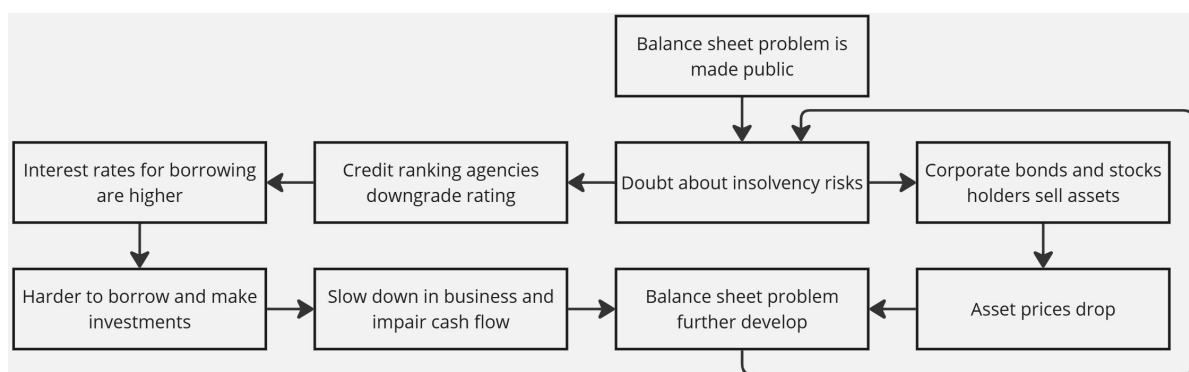 Balance sheet problem is
made public
Interest rates for borrowing
are higher
Credit ranking agencies
downgrade rating
Doubt about insolvency risks
Corporate bonds and stocks
holders sell assets
Harder to borrow and make
investments
Slow down in business and
impair cash flow
Balance sheet problem
further develop
Asset prices drop